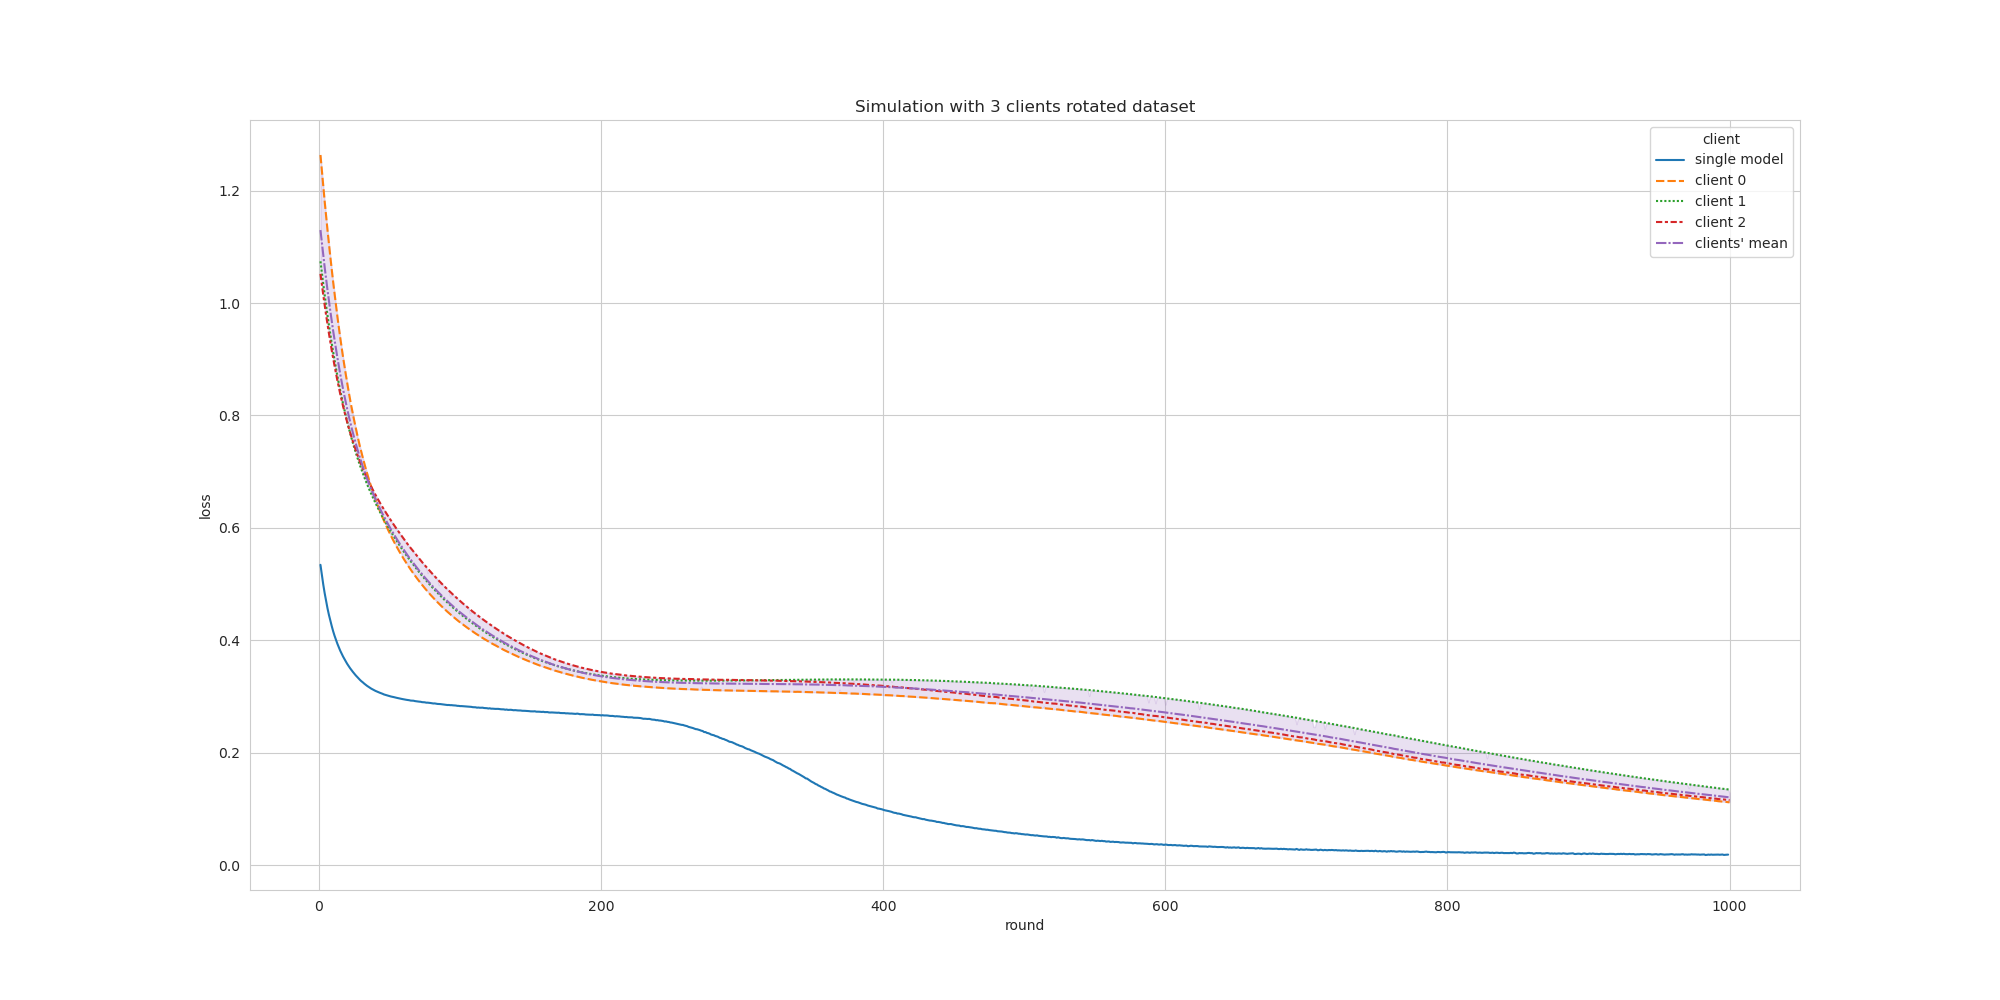 Simulation with 3 clients rotated dataset
client
single model
client 0
client 1
client 2
clients' mean
loss
1.2
1.0
0.8
0.6
0.4
0.2
0.0
0 200 400 600 800 1000
round